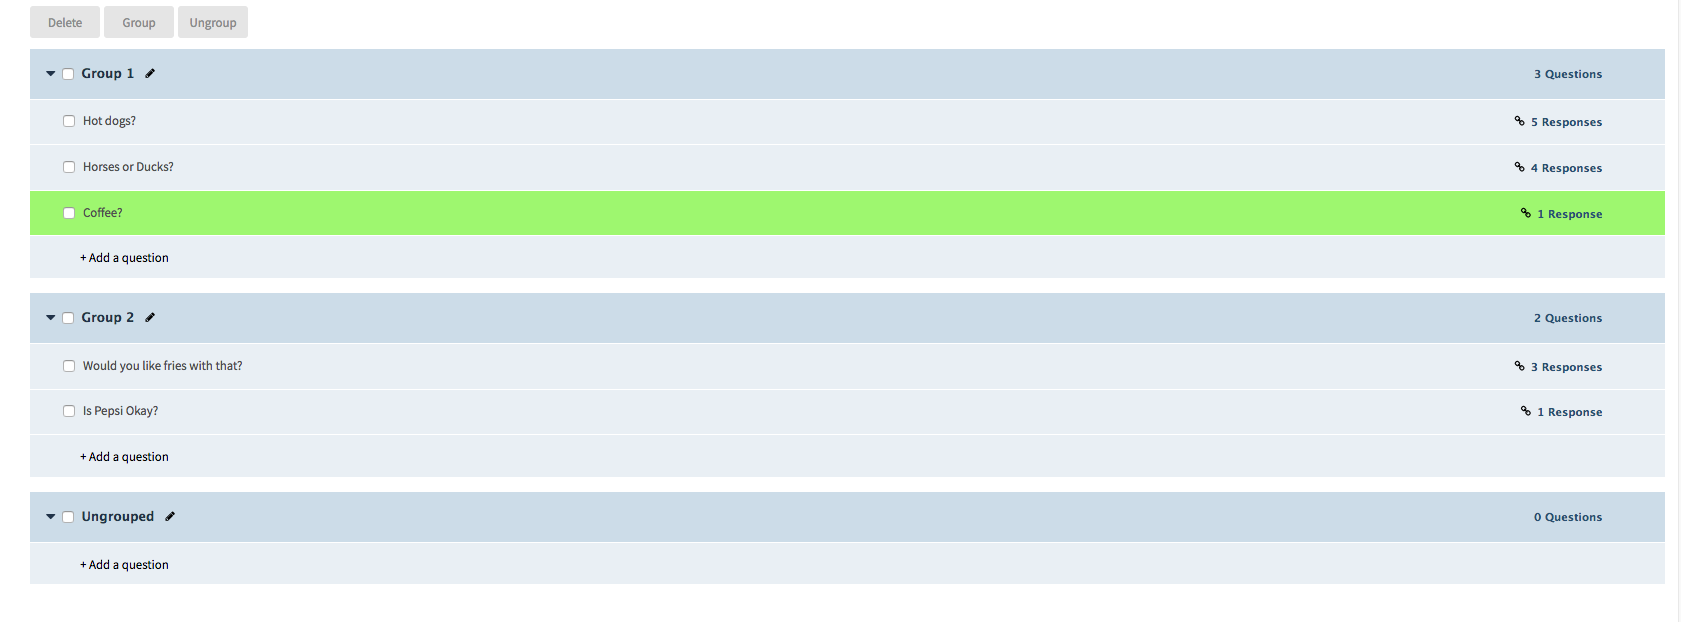 Delete Group Ungroup
Group 1 3 Questions
Hot dogs? 5 Responses
Horses or Ducks? 4 Responses
Coffee? 1 Response
+ Add a question
Group 2 2 Questions
Would you like fries with that? 3 Responses
Is Pepsi Okay? 1 Response
+ Add a question
Ungrouped 0 Questions
+ Add a question